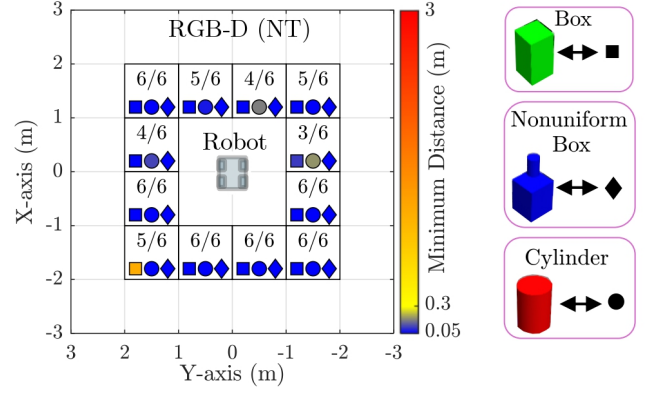 RGB-D (NT)
6/6 5/6 4/6 5/6
4/6 3/6
Robot
6/6 6/6
5/6 6/6 6/6 6/6
3
2
1
0
-1
-2
-3
X-axis (m)
3 2 1 0 -1 -2 -3
Y-axis (m)
3
0.3
0.05
Minimum Distance (m)
Box
Nonuniform
Box
Cylinder